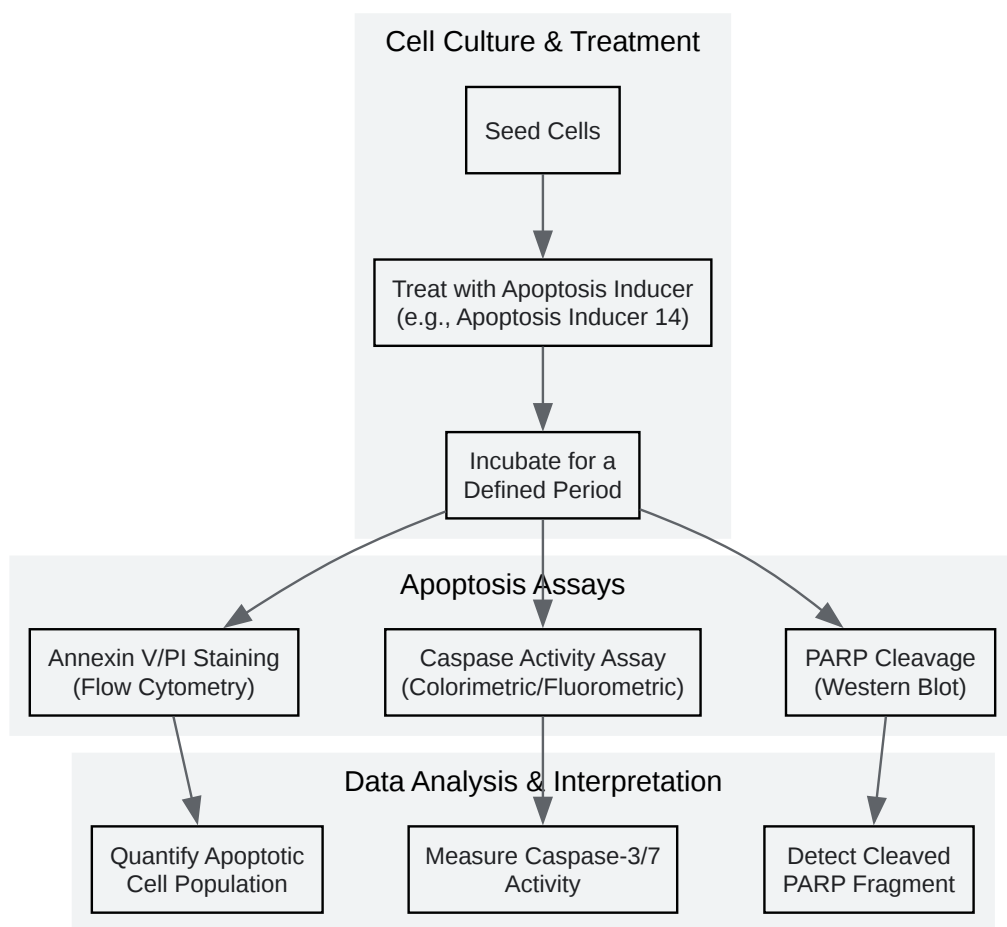 Cell Culture & Treatment
Seed Cells
Treat with Apoptosis Inducer
(e.g., Apoptosis Inducer 14)
Incubate for a
Defined Period
Apoptosis Assays
Annexin V/PI Staining
(Flow Cytometry)
Caspase Activity Assay
(Colorimetric/Fluorometric)
PARP Cleavage
(Western Blot)
Data Analysis & Interpretation
Quantify Apoptotic
Cell Population
Measure Caspase-3/7
Activity
Detect Cleaved
PARP Fragment